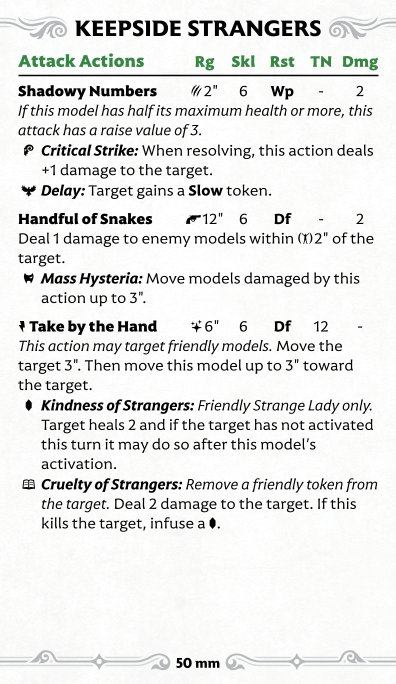 KEEPSIDE STRANGERS
Attack Actions Rg Skl Rst TN Dmg
Shadowy Numbers 2" 6 Wp - 2
If this model has half its maximum health or more, this
attack has a raise value of 3.
Critical Strike: When resolving, this action deals
+1 damage to the target.
Delay: Target gains a Slow token.
Handful of Snakes 12" 6 Df - 2
Deal 1 damage to enemy models within 2" of the
target.
Mass Hysteria: Move models damaged by this
action up to 3".
Take by the Hand 6" 6 Df 12 -
This action may target friendly models. Move the
target 3". Then move this model up to 3" toward
the target.
Kindness of Strangers: Friendly Strange Lady only.
Target heals 2 and if the target has not activated
this turn it may do so after this model's
activation.
Cruelty of Strangers: Remove a friendly token from
the target. Deal 2 damage to the target. If this
kills the target, infuse a .
50 mm